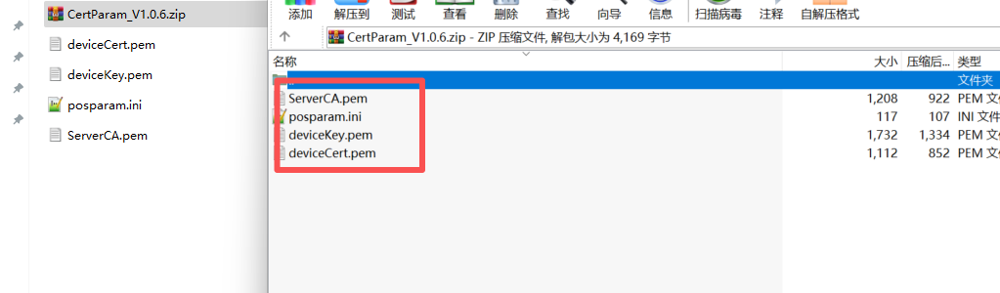 CertParam_V1.0.6.zip
deviceCert.pem
deviceKey.pem
posparam.ini
ServerCA.pem
添加 解压到 测试 查看 删除 查找 向导 信息 扫描病毒 注释 自解压格式
CertParam_V1.0.6.zip - ZIP 压缩文件, 解包大小为 4,169 字节
名称 大小 压缩后... 类型
.. 文件夹
ServerCA.pem 1,208 922 PEM 文
posparam.ini 117 107 INI 文件
deviceKey.pem 1,732 1,334 PEM 文
deviceCert.pem 1,112 852 PEM 文